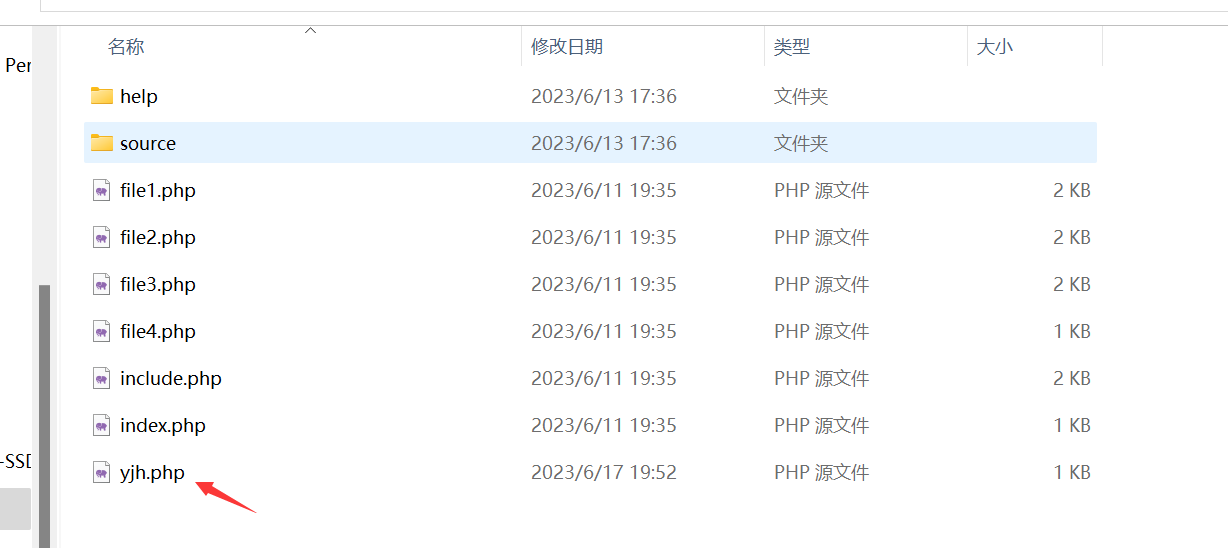 名称 修改日期 类型 大小
Per
help 2023/6/13 17:36 文件夹
source 2023/6/13 17:36 文件夹
file1.php 2023/6/11 19:35 PHP 源文件 2 KB
file2.php 2023/6/11 19:35 PHP 源文件 2 KB
file3.php 2023/6/11 19:35 PHP 源文件 2 KB
file4.php 2023/6/11 19:35 PHP 源文件 1 KB
include.php 2023/6/11 19:35 PHP 源文件 2 KB
index.php 2023/6/11 19:35 PHP 源文件 1 KB
-SSD
yjh.php 2023/6/17 19:52 PHP 源文件 1 KB